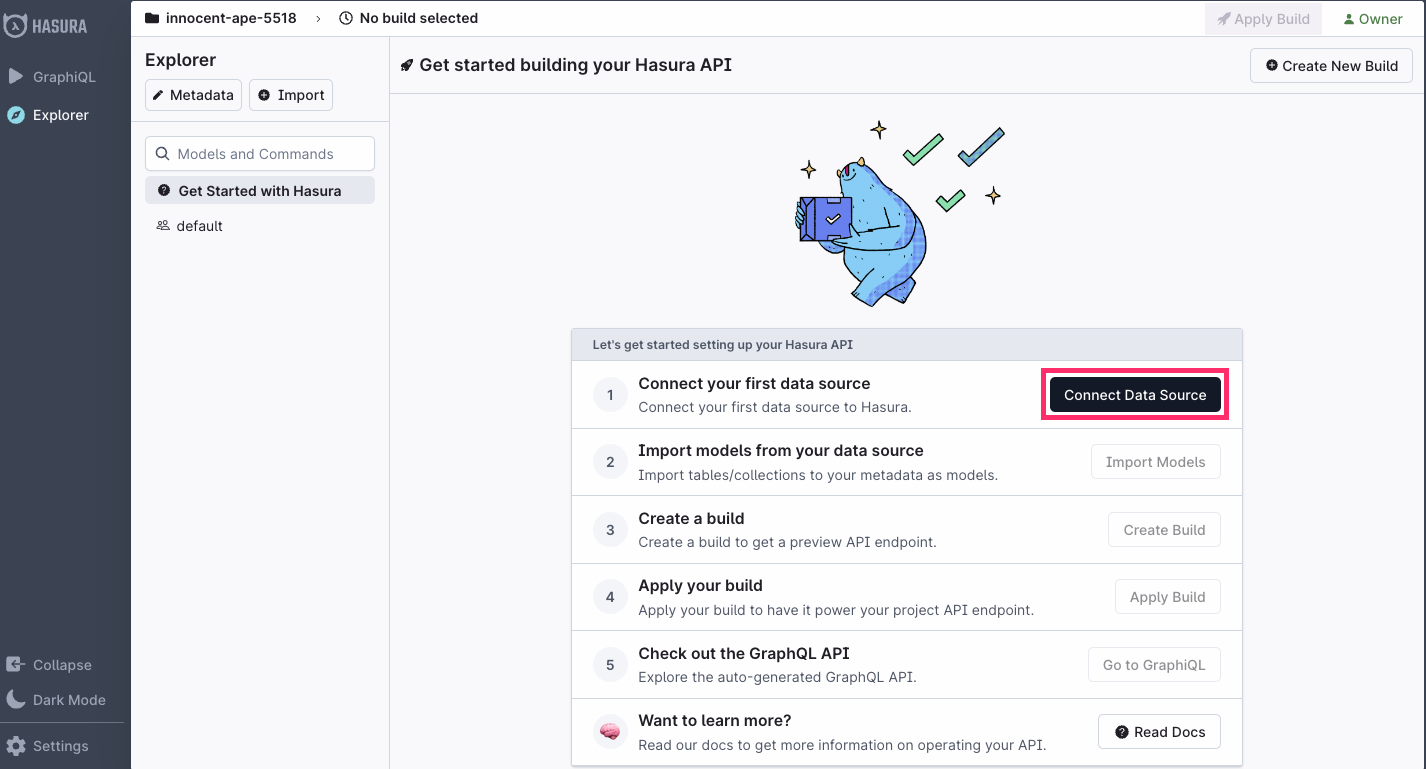 HASURA
GraphiQL
Explorer
Collapse
Dark Mode
Settings
innocent-ape-5518 › No build selected
Apply Build
Owner
Explorer
Metadata
Import
Models and Commands
Get Started with Hasura
default
Get started building your Hasura API
Create New Build
Let's get started setting up your Hasura API
1
Connect your first data source
Connect your first data source to Hasura.
Connect Data Source
2
Import models from your data source
Import tables/collections to your metadata as models.
Import Models
3
Create a build
Create a build to get a preview API endpoint.
Create Build
4
Apply your build
Apply your build to have it power your project API endpoint.
Apply Build
5
Check out the GraphQL API
Explore the auto-generated GraphQL API.
Go to GraphiQL
Want to learn more?
Read our docs to get more information on operating your API.
Read Docs